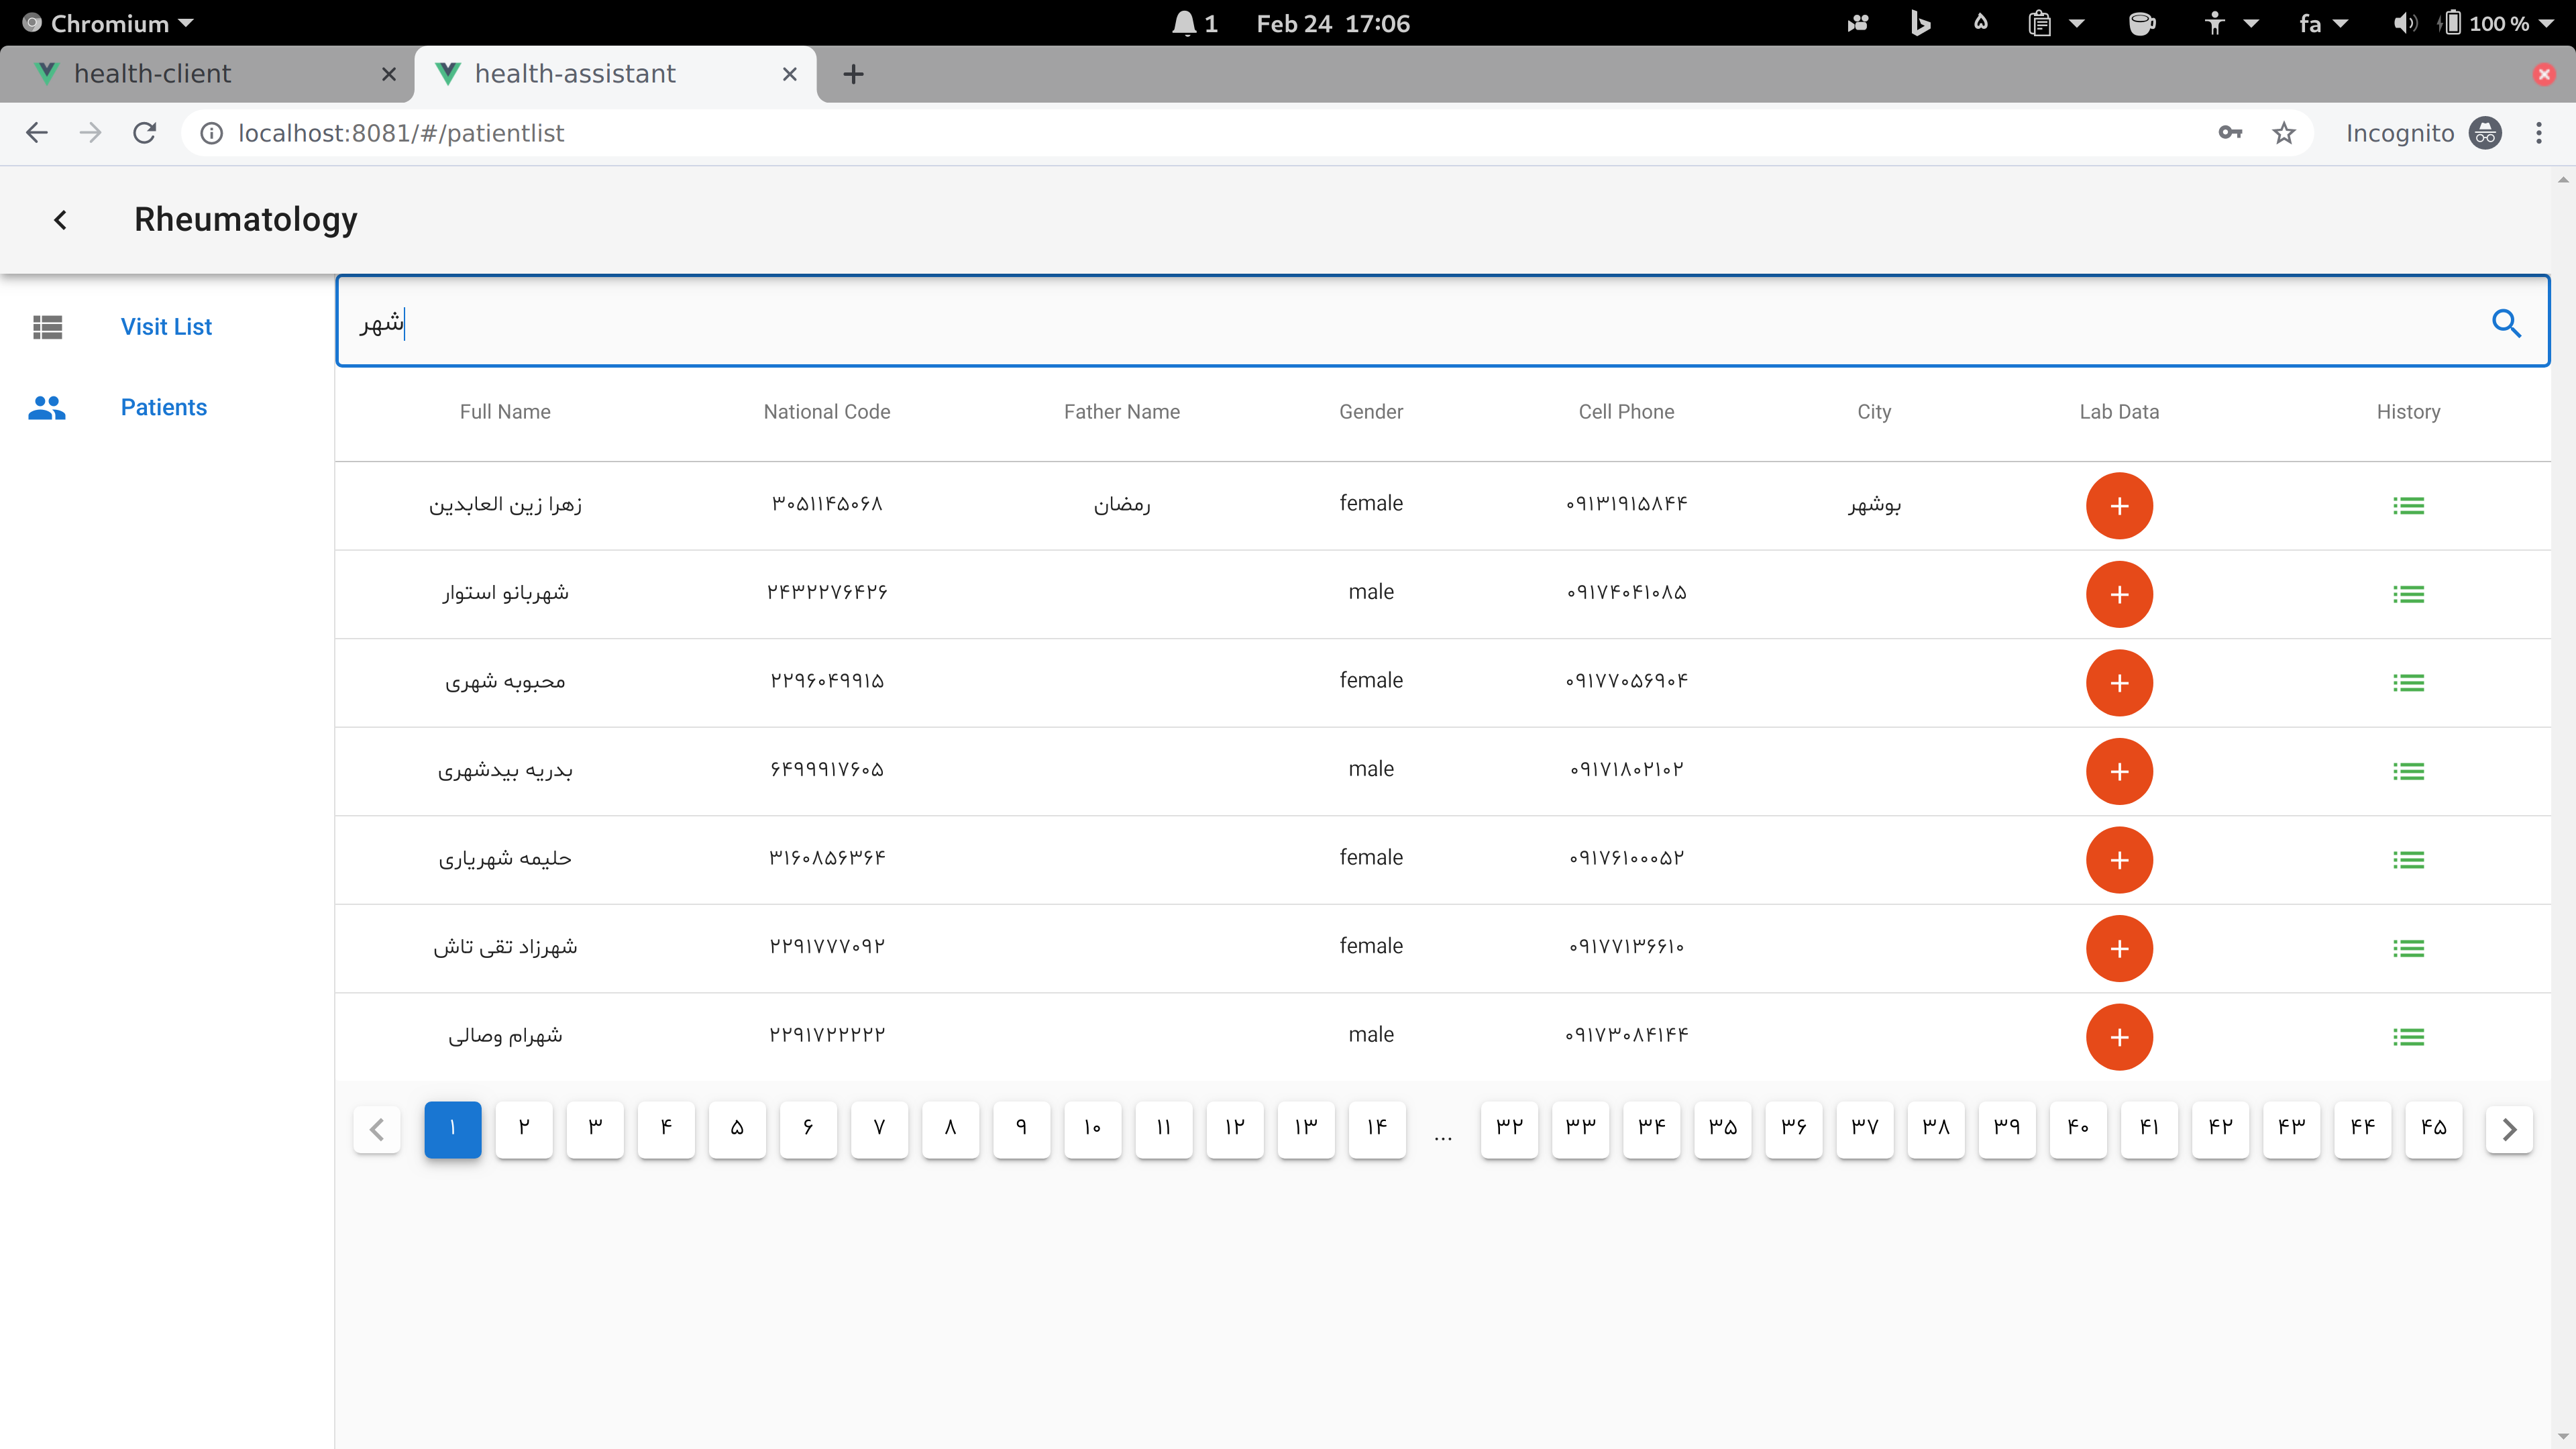 Chromium 1 Feb 24 17:06 ۵ fa 100 %
health-client health-assistant
localhost:8081/#/patientlist Incognito
Rheumatology
Visit List
Patients
شهر
Full Name National Code Father Name Gender Cell Phone City Lab Data History
زهرا زین العابدین ۳۰۵۱۱۴۵۰۶۸ رمضان female ۰۹۱۳۱۹۱۵۸۴۴ بوشهر
شهربانو استوار ۲۴۳۲۲۷۶۴۲۶ male ۰۹۱۷۴۰۴۱۰۸۵
محبوبه شهری ۲۲۹۶۰۴۹۹۱۵ female ۰۹۱۷۷۰۵۶۹۰۴
بدریه بیدشهری ۶۴۹۹۹۱۷۶۰۵ male ۰۹۱۷۱۸۰۲۱۰۲
حلیمه شهریاری ۳۱۶۰۸۵۶۳۶۴ female ۰۹۱۷۶۱۰۰۰۵۲
شهرزاد تقی تاش ۲۲۹۱۷۷۷۰۹۲ female ۰۹۱۷۷۱۳۶۶۱۰
شهرام وصالی ۲۲۹۱۷۲۲۲۲۲ male ۰۹۱۷۳۰۸۴۱۴۴
۱ ۲ ۳ ۴ ۵ ۶ ۷ ۸ ۹ ۱۰ ۱۱ ۱۲ ۱۳ ۱۴ ... ۳۲ ۳۳ ۳۴ ۳۵ ۳۶ ۳۷ ۳۸ ۳۹ ۴۰ ۴۱ ۴۲ ۴۳ ۴۴ ۴۵